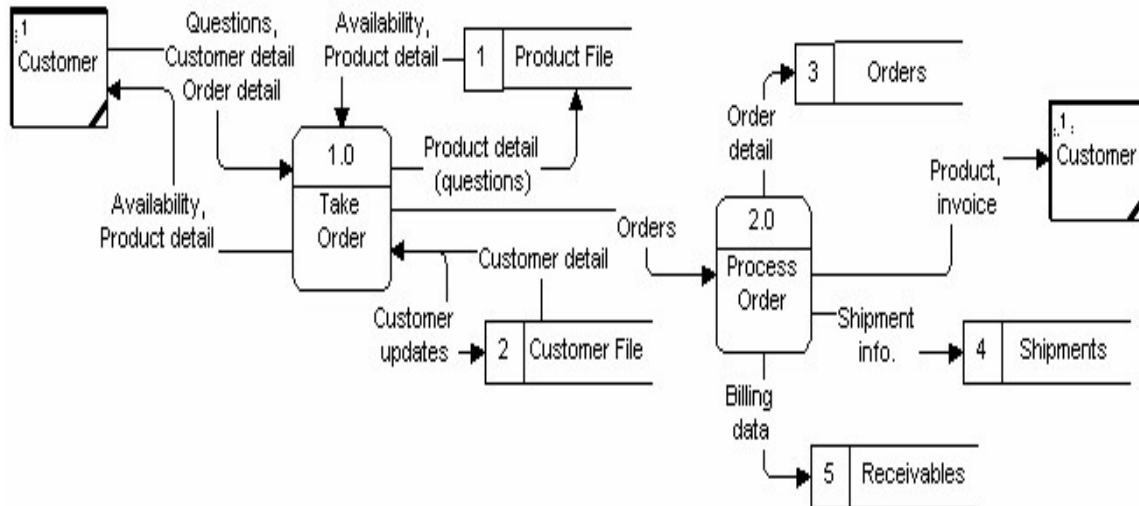 1
Customer
Questions,
Customer detail
Order detail
Availability,
Product detail
1 Product File
1.0
Take
Order
Product detail
(questions)
Availability,
Product detail
Customer detail
Customer
updates
2 Customer File
Orders
3 Orders
Order
detail
2.0
Process
Order
Product,
invoice
1
Customer
Shipment
info.
4 Shipments
Billing
data
5 Receivables